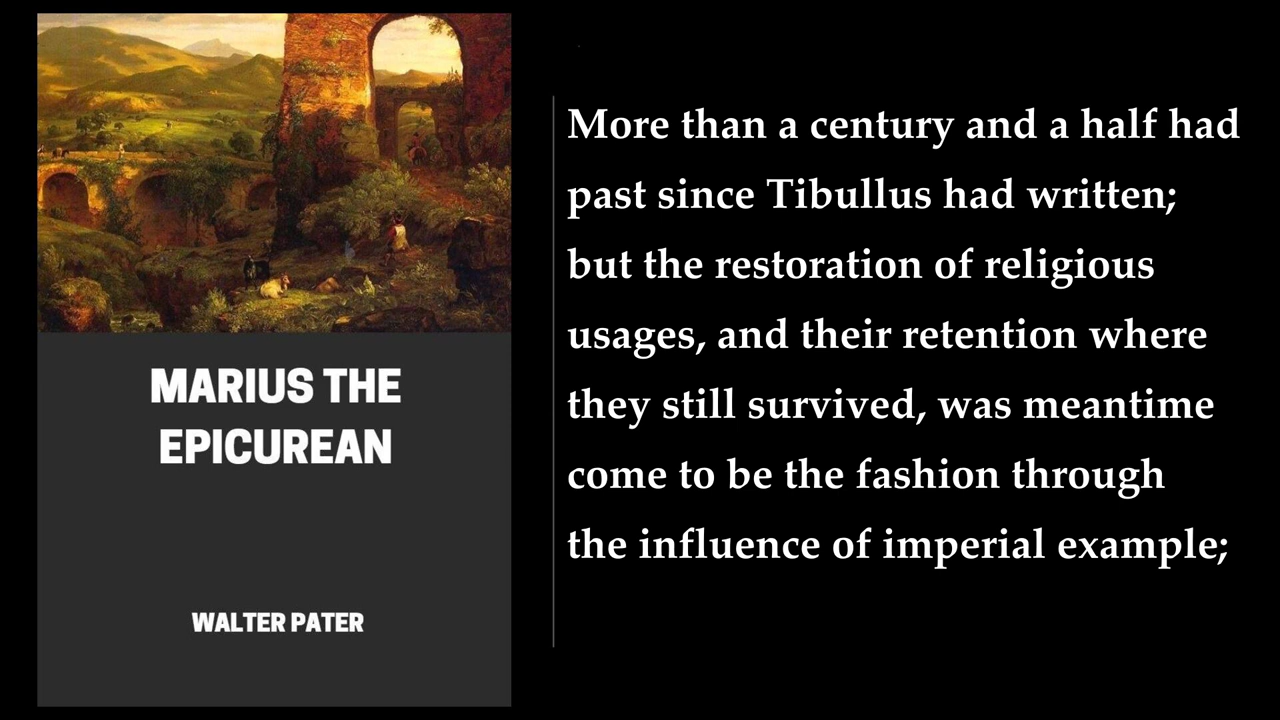 MARIUS THE
EPICUREAN
WALTER PATER
More than a century and a half had
past since Tibullus had written;
but the restoration of religious
usages, and their retention where
they still survived, was meantime
come to be the fashion through
the influence of imperial example;